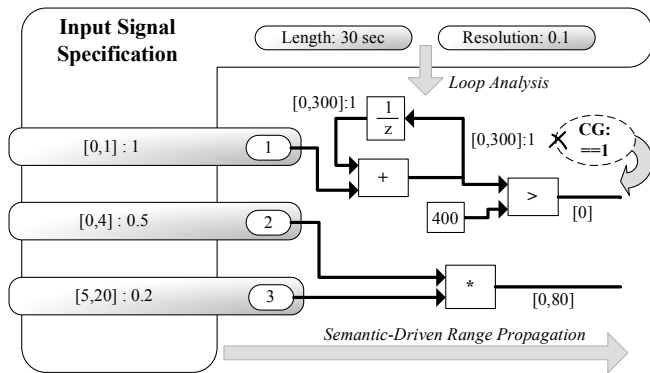 Input Signal
Specification
Length: 30 sec
Resolution: 0.1
Loop Analysis
[0,300]:1
1
z
[0,300]:1
CG:
==1
[0,1] : 1
1
+
>
400
[0]
[0,4] : 0.5
2
[5,20] : 0.2
3
*
[0,80]
Semantic-Driven Range Propagation